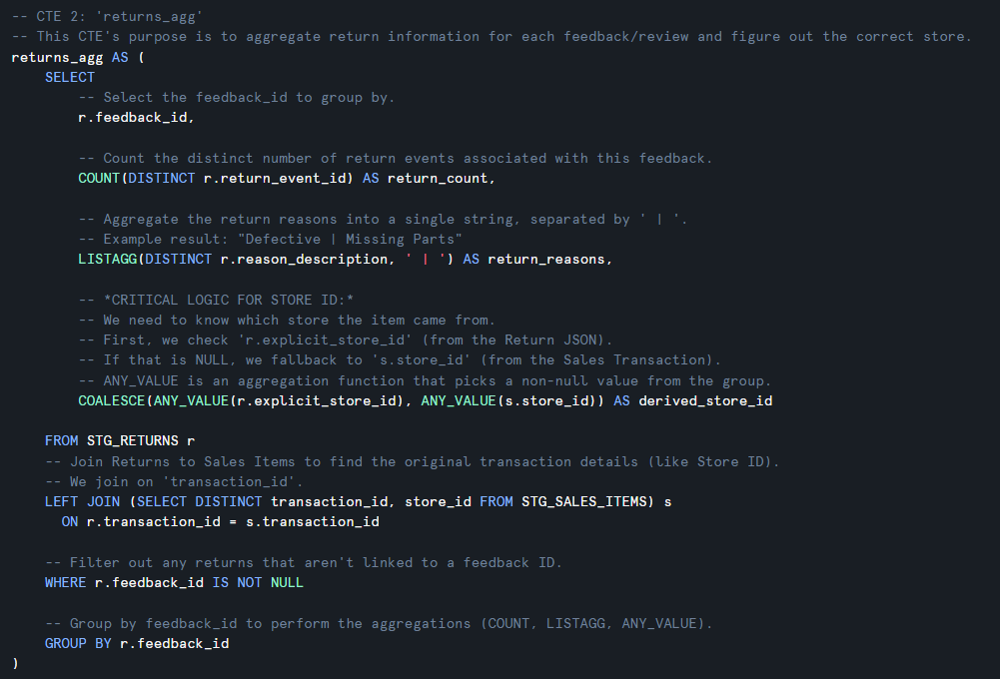 -- CTE 2: 'returns_agg'
-- This CTE's purpose is to aggregate return information for each feedback/review and figure out the correct store.
returns_agg AS (
    SELECT
        -- Select the feedback_id to group by.
        r.feedback_id,

        -- Count the distinct number of return events associated with this feedback.
        COUNT(DISTINCT r.return_event_id) AS return_count,

        -- Aggregate the return reasons into a single string, separated by ' | '.
        -- Example result: "Defective | Missing Parts"
        LISTAGG(DISTINCT r.reason_description, ' | ') AS return_reasons,

        -- *CRITICAL LOGIC FOR STORE ID:*
        -- We need to know which store the item came from.
        -- First, we check 'r.explicit_store_id' (from the Return JSON).
        -- If that is NULL, we fallback to 's.store_id' (from the Sales Transaction).
        -- ANY_VALUE is an aggregation function that picks a non-null value from the group.
        COALESCE(ANY_VALUE(r.explicit_store_id), ANY_VALUE(s.store_id)) AS derived_store_id

    FROM STG_RETURNS r
    -- Join Returns to Sales Items to find the original transaction details (like Store ID).
    -- We join on 'transaction_id'.
    LEFT JOIN (SELECT DISTINCT transaction_id, store_id FROM STG_SALES_ITEMS) s
      ON r.transaction_id = s.transaction_id

    -- Filter out any returns that aren't linked to a feedback ID.
    WHERE r.feedback_id IS NOT NULL

    -- Group by feedback_id to perform the aggregations (COUNT, LISTAGG, ANY_VALUE).
    GROUP BY r.feedback_id
)